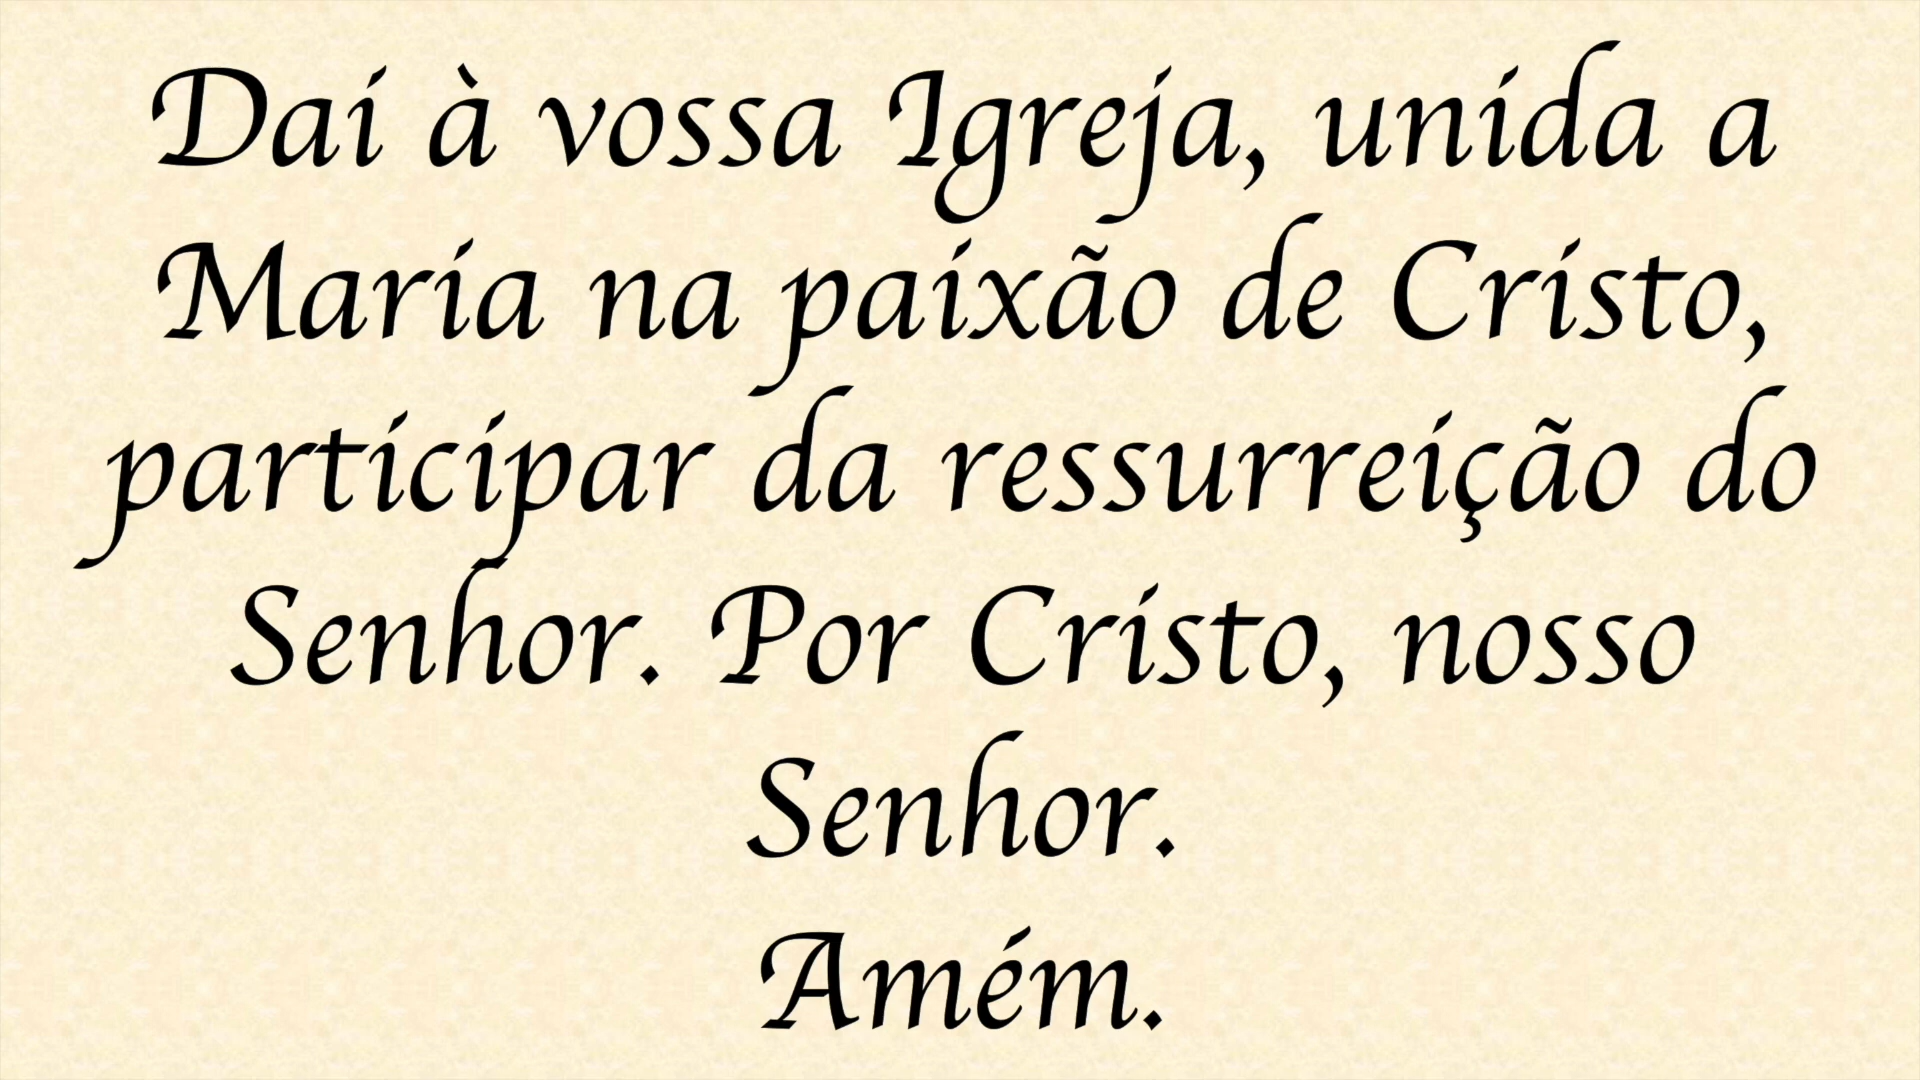 Dai à vossa Igreja, unida a
Maria na paixão de Cristo,
participar da ressurreição do
Senhor. Por Cristo, nosso
Senhor.
Amém.